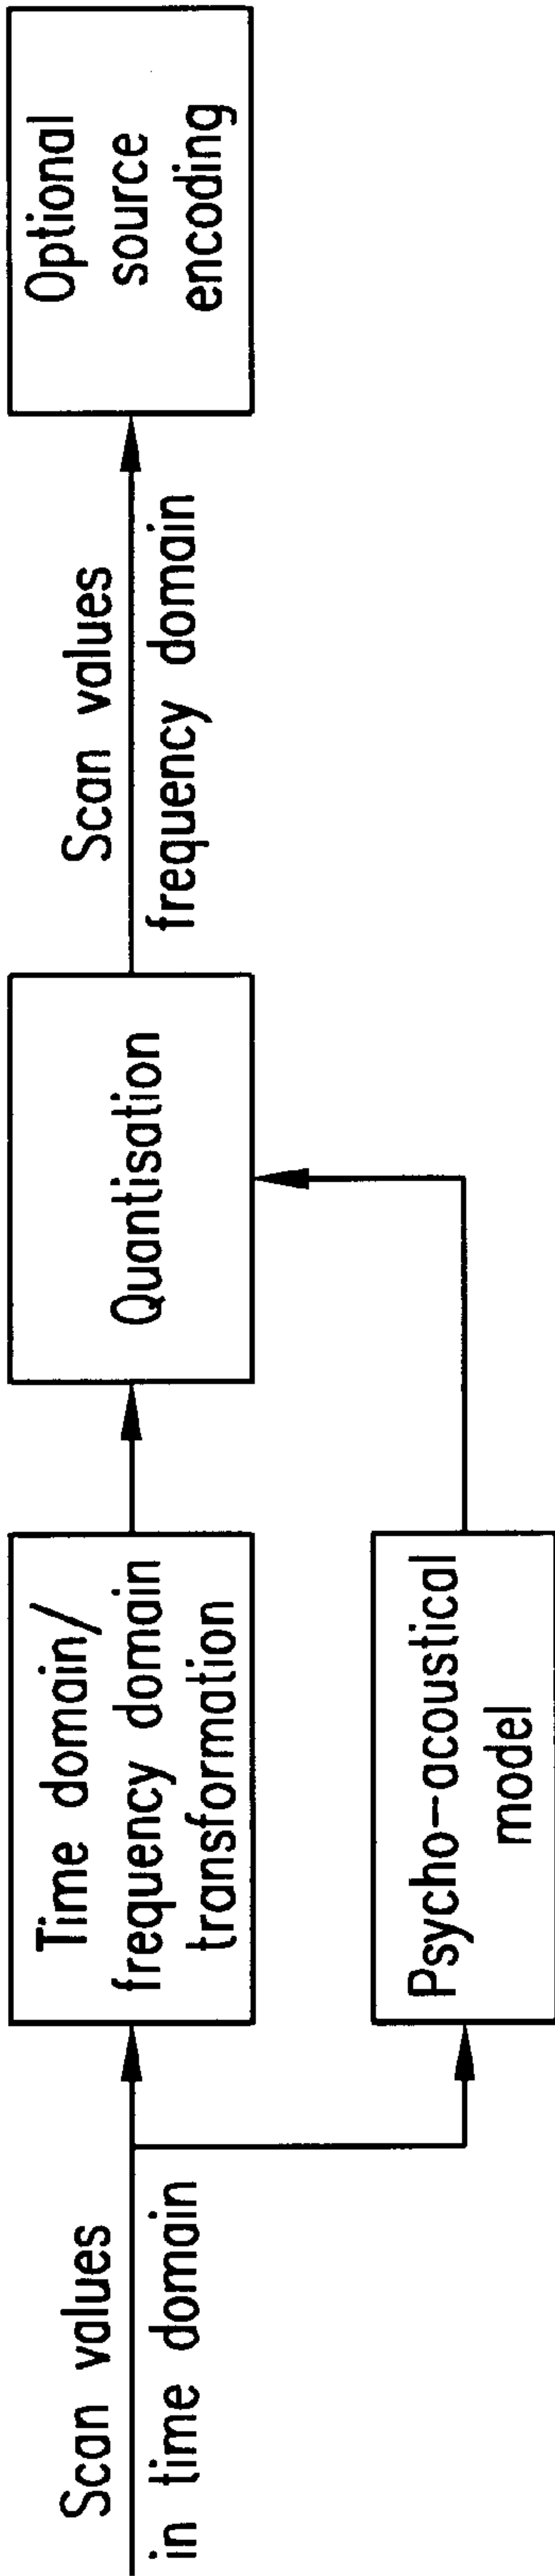 Scan values
in time domain
Time domain/
frequency domain
transformation
Psycho-acoustical
model
Quantisation
Scan values
frequency domain
Optional
source
encoding